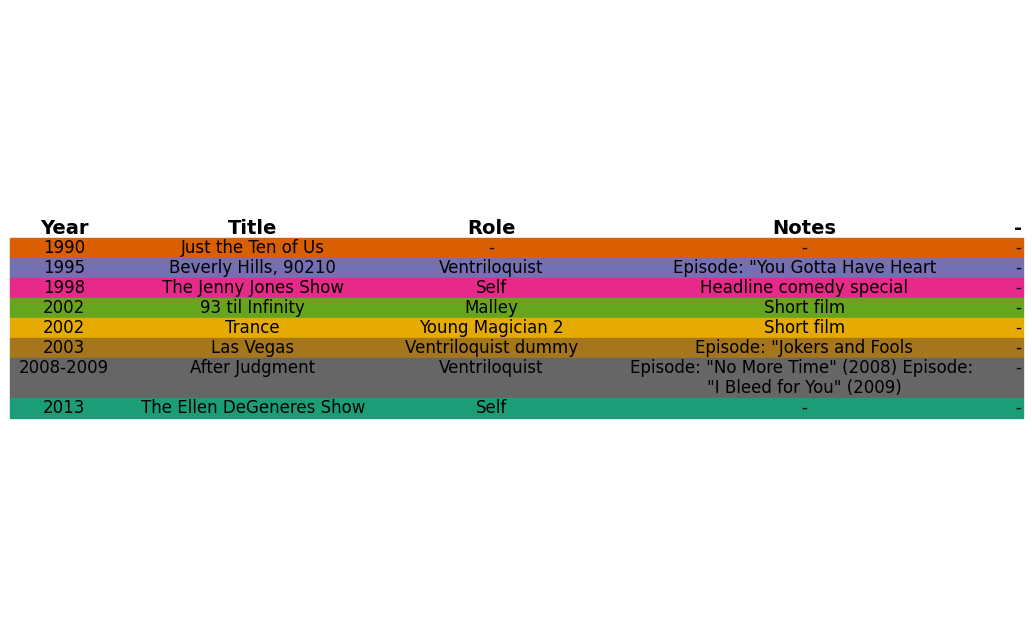 Year Title Role Notes -
1990 Just the Ten of Us - - -
1995 Beverly Hills, 90210 Ventriloquist Episode: "You Gotta Have Heart -
1998 The Jenny Jones Show Self Headline comedy special -
2002 93 til Infinity Malley Short film -
2002 Trance Young Magician 2 Short film -
2003 Las Vegas Ventriloquist dummy Episode: "Jokers and Fools -
2008-2009 After Judgment Ventriloquist Episode: "No More Time" (2008) Episode: -
"I Bleed for You" (2009)
2013 The Ellen DeGeneres Show Self - -